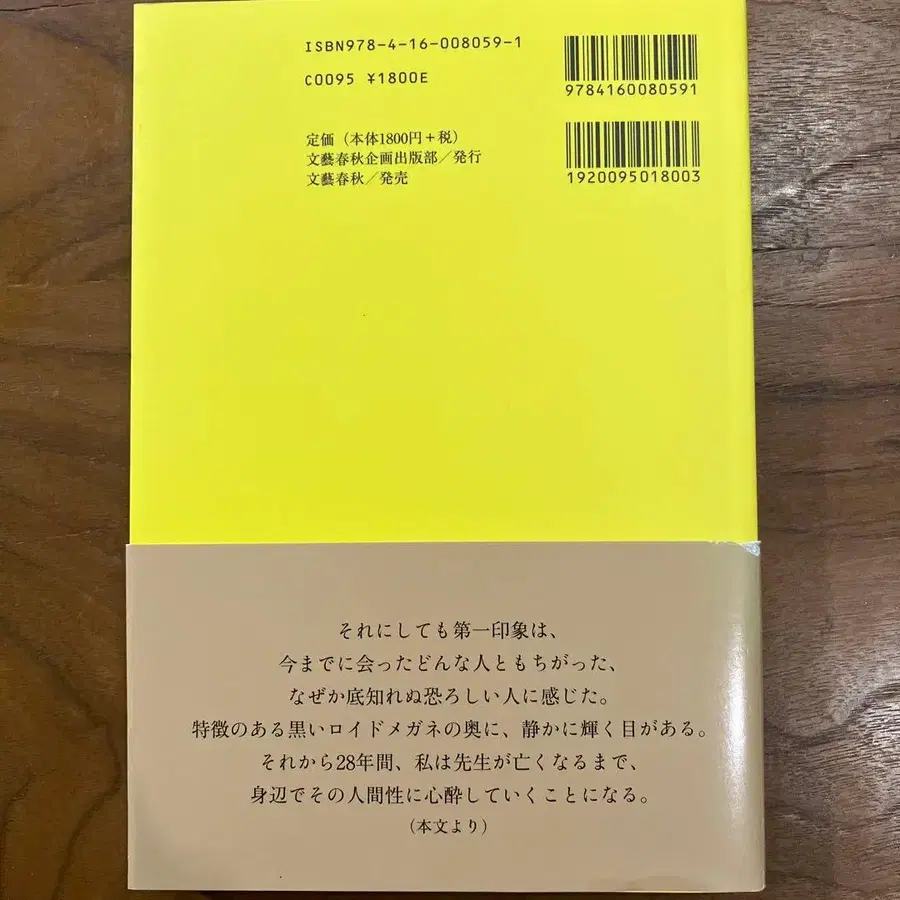 ISBN978-4-16-008059-1
C0095 ¥1800E
9784160080591
定価（本体1800円＋税）
文藝春秋企画出版部／発行
文藝春秋／発売
1920095018003
それにしても第一印象は、
今までに会ったどんな人ともちがった、
なぜか底知れぬ恐ろしい人に感じた。
特徴のある黒いロイドメガネの奥に、静かに輝く目がある。
それから28年間、私は先生が亡くなるまで、
身辺でその人間性に心酔していくことになる。
（本文より）